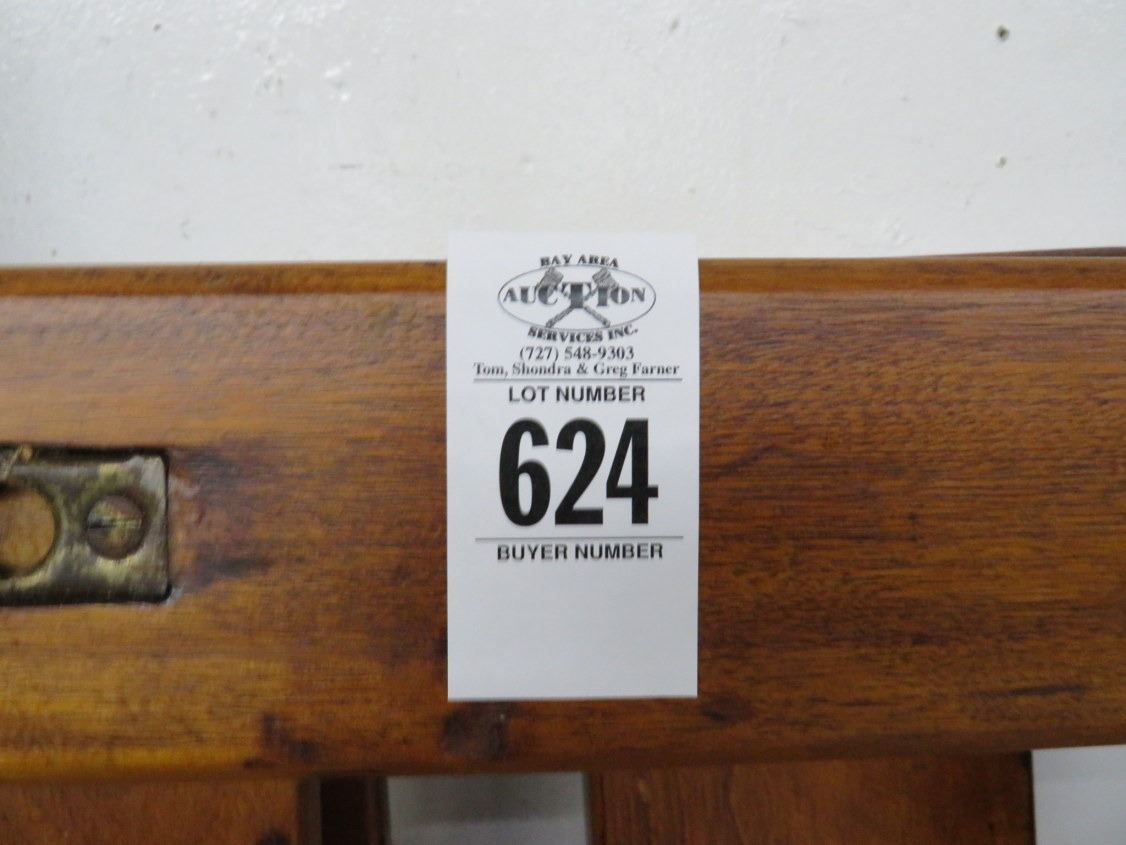 BAY AREA
AUCTION
SERVICES INC.
(727) 548-9303
Tom, Shondra & Greg Farner
LOT NUMBER
624
BUYER NUMBER